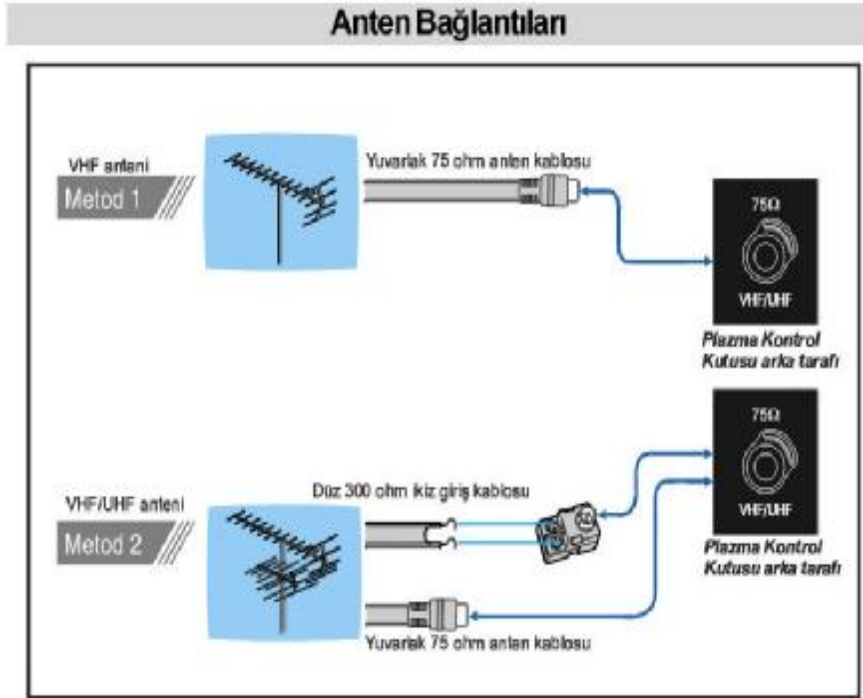 Anten Bağlantıları
VHF anteni
Metod 1
Yuvarlak 75 ohm anten kablosu
75Ω
VHF/UHF
Plazma Kontrol
Kutusu arka tarafı
VHF/UHF anteni
Metod 2
Düz 300 ohm ikiz giriş kablosu
Yuvarlak 75 ohm anten kablosu
75Ω
VHF/UHF
Plazma Kontrol
Kutusu arka tarafı